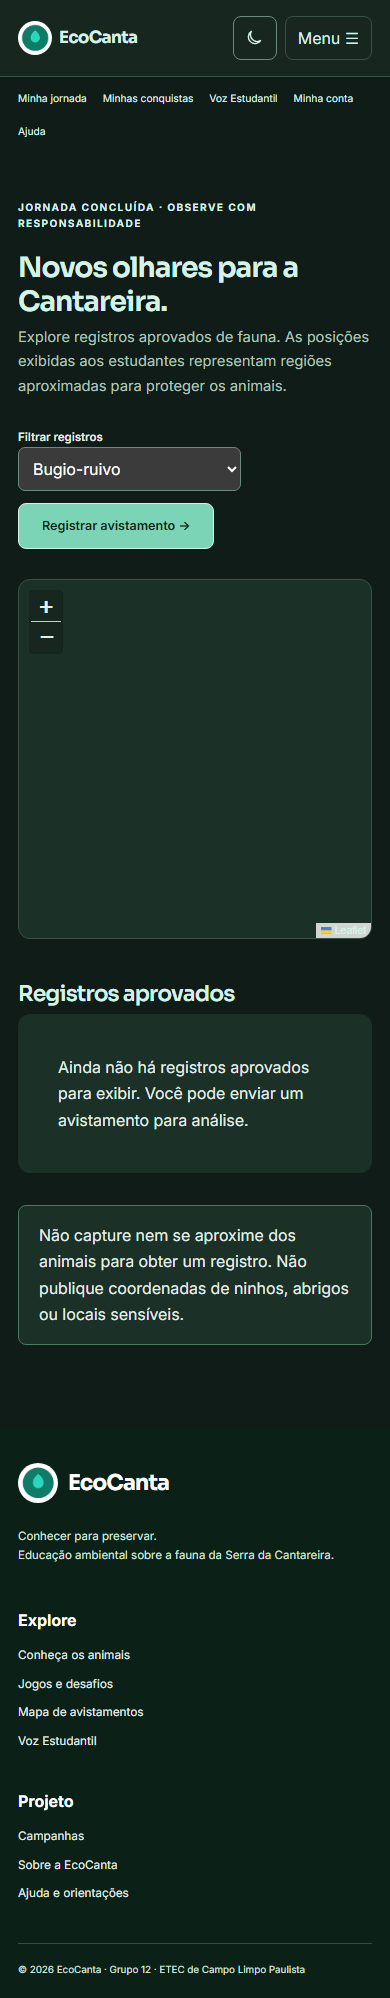 EcoCanta
Menu ☰
Minha jornada Minhas conquistas Voz Estudantil Minha conta
Ajuda
JORNADA CONCLUÍDA · OBSERVE COM
RESPONSABILIDADE
Novos olhares para a
Cantareira.
Explore registros aprovados de fauna. As posições
exibidas aos estudantes representam regiões
aproximadas para proteger os animais.
Filtrar registros
Bugio-ruivo
Registrar avistamento →
+
−
Leaflet
Registros aprovados
Ainda não há registros aprovados
para exibir. Você pode enviar um
avistamento para análise.
Não capture nem se aproxime dos
animais para obter um registro. Não
publique coordenadas de ninhos, abrigos
ou locais sensíveis.
EcoCanta
Conhecer para preservar.
Educação ambiental sobre a fauna da Serra da Cantareira.
Explore
Conheça os animais
Jogos e desafios
Mapa de avistamentos
Voz Estudantil
Projeto
Campanhas
Sobre a EcoCanta
Ajuda e orientações
© 2026 EcoCanta · Grupo 12 · ETEC de Campo Limpo Paulista